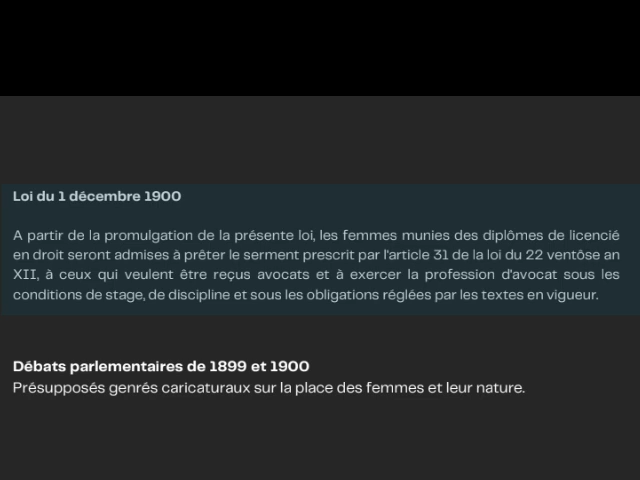 Loi du 1 décembre 1900
A partir de la promulgation de la présente loi, les femmes munies des diplômes de licencié
en droit seront admises à prêter le serment prescrit par l'article 31 de la loi du 22 ventôse an
XII, à ceux qui veulent être reçus avocats et à exercer la profession d'avocat sous les
conditions de stage, de discipline et sous les obligations réglées par les textes en vigueur.
Débats parlementaires de 1899 et 1900
Présupposés genrés caricaturaux sur la place des femmes et leur nature.